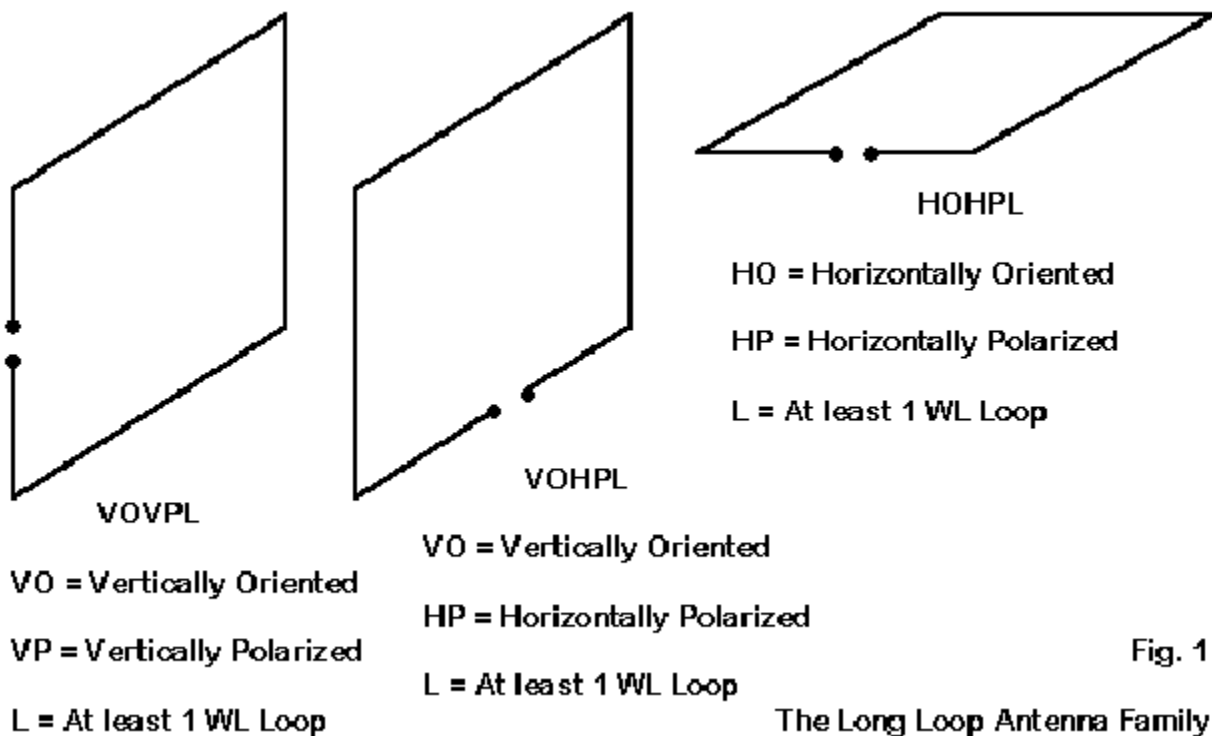 VOVPL
VO = Vertically Oriented
VP = Vertically Polarized
L = At least 1 WL Loop
VOHPL
VO = Vertically Oriented
HP = Horizontally Polarized
L = At least 1 WL Loop
HOHPL
HO = Horizontally Oriented
HP = Horizontally Polarized
L = At least 1 WL Loop
Fig. 1
The Long Loop Antenna Family